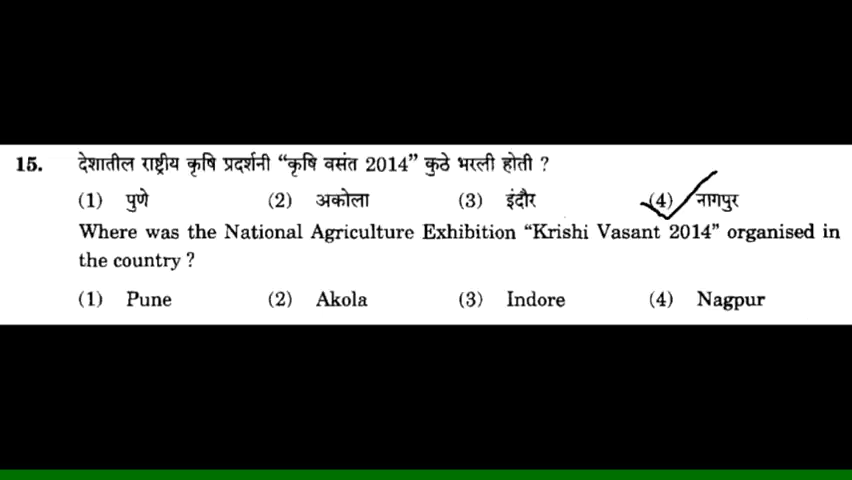 15. देशातील राष्ट्रीय कृषि प्रदर्शनी “कृषि वसंत 2014” कुठे भरली होती ?
(1) पुणे (2) अकोला (3) इंदौर (4) नागपुर
Where was the National Agriculture Exhibition “Krishi Vasant 2014” organised in
the country ?
(1) Pune (2) Akola (3) Indore (4) Nagpur